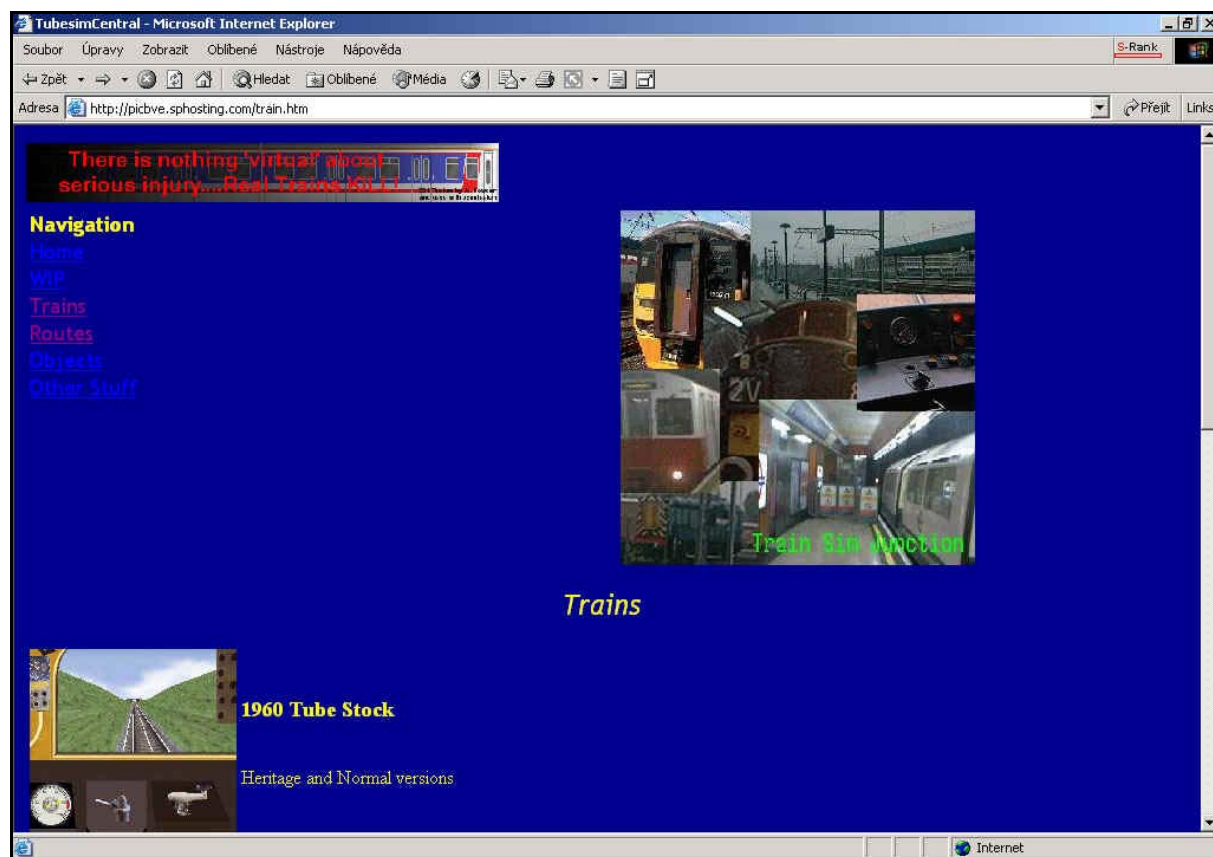 TubesimCentral - Microsoft Internet Explorer
Soubor Úpravy Zobrazit Oblíbené Nástroje Nápověda
S-Rank
Zpět Hledat Oblíbené Média
Adresa http://picbve.sphosting.com/train.htm Přejít Links
There is nothing 'virtual' about
serious injury....Real Trains KILL!
Navigation
Home
WIP
Trains
Routes
Objects
Other Stuff
2V
Train Sim Junction
Trains
1960 Tube Stock
Heritage and Normal versions
Internet